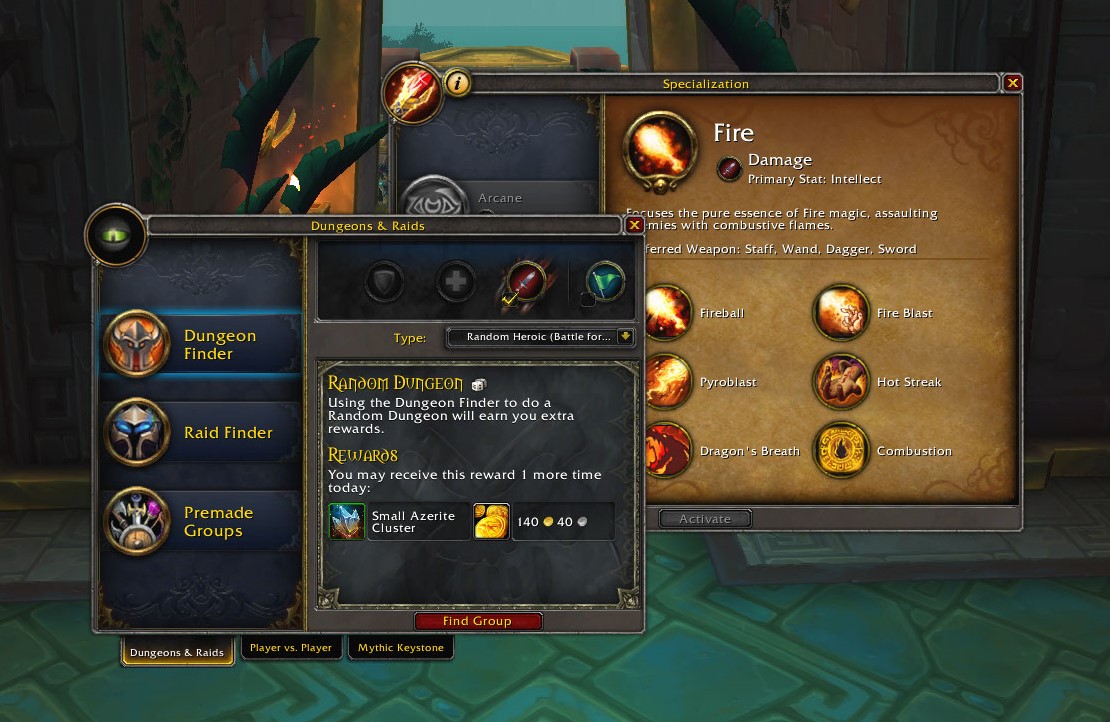 Specialization
Fire
Damage
Primary Stat: Intellect
Arcane
Focuses the pure essence of Fire magic, assaulting
mies with combustive flames.
ferred Weapon: Staff, Wand, Dagger, Sword
Fireball
Fire Blast
Pyroblast
Hot Streak
Dragon's Breath
Combustion
Activate
Dungeons & Raids
Dungeon
Finder
Raid Finder
Premade
Groups
Type: Random Heroic (Battle for...
Random Dungeon
Using the Dungeon Finder to do a
Random Dungeon will earn you extra
rewards.
Rewards
You may receive this reward 1 more time
today:
Small Azerite
Cluster
140 40
Find Group
Dungeons & Raids
Player vs. Player
Mythic Keystone